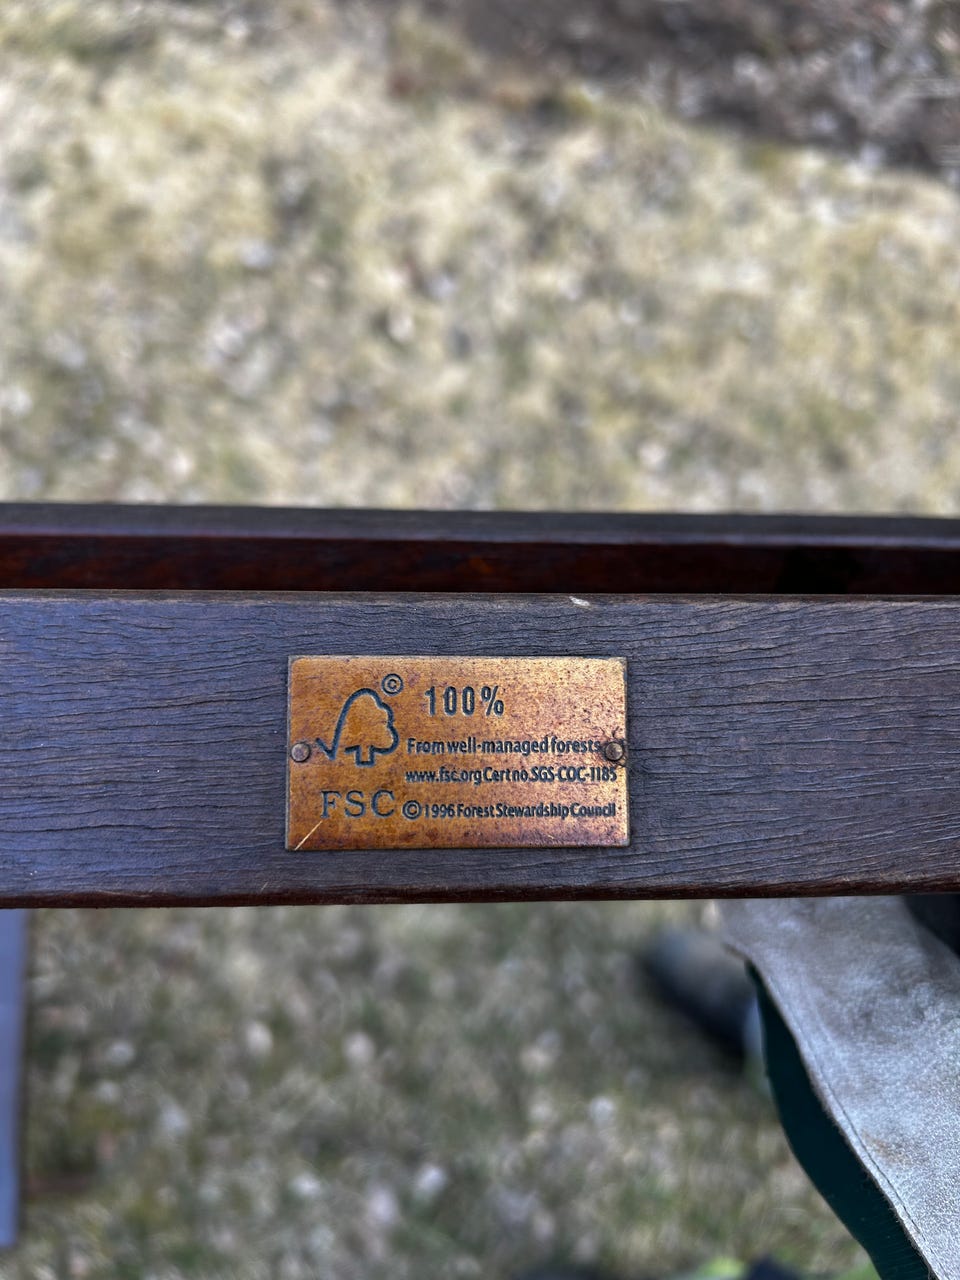 © 100%
From well-managed forests
www.fsc.org Cert no. SGS-COC-1185
FSC © 1996 Forest Stewardship Council